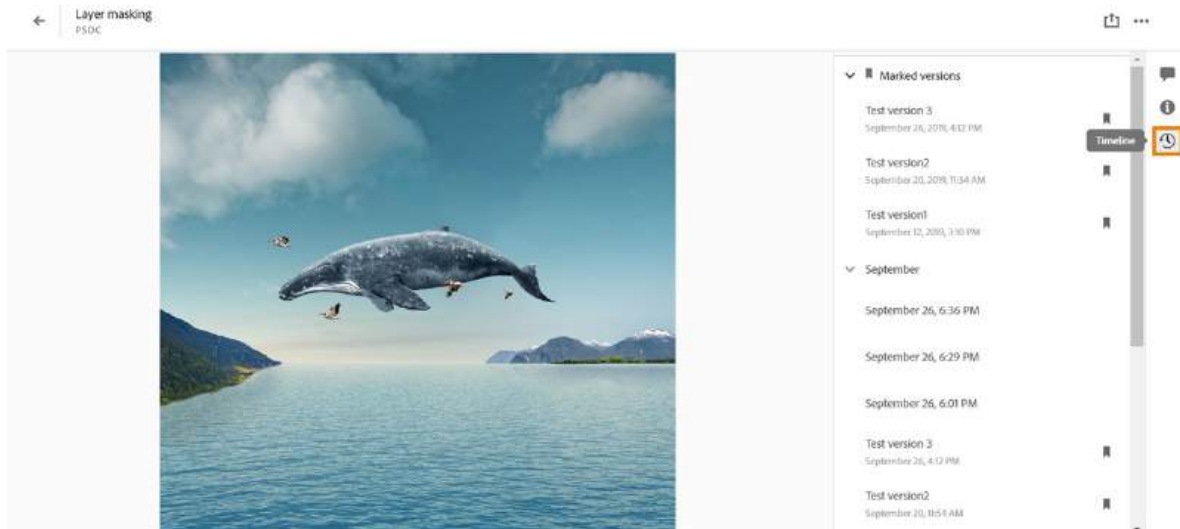 Layer masking
PSDC
Marked versions
Test version 3
September 26, 2019, 4:12 PM
Timeline
Test version2
September 20, 2019, 11:54 AM
Test version1
September 12, 2019, 3:10 PM
September
September 26, 6:36 PM
September 26, 6:29 PM
September 26, 6:01 PM
Test version 3
September 26, 4:12 PM
Test version2
September 20, 11:54 AM